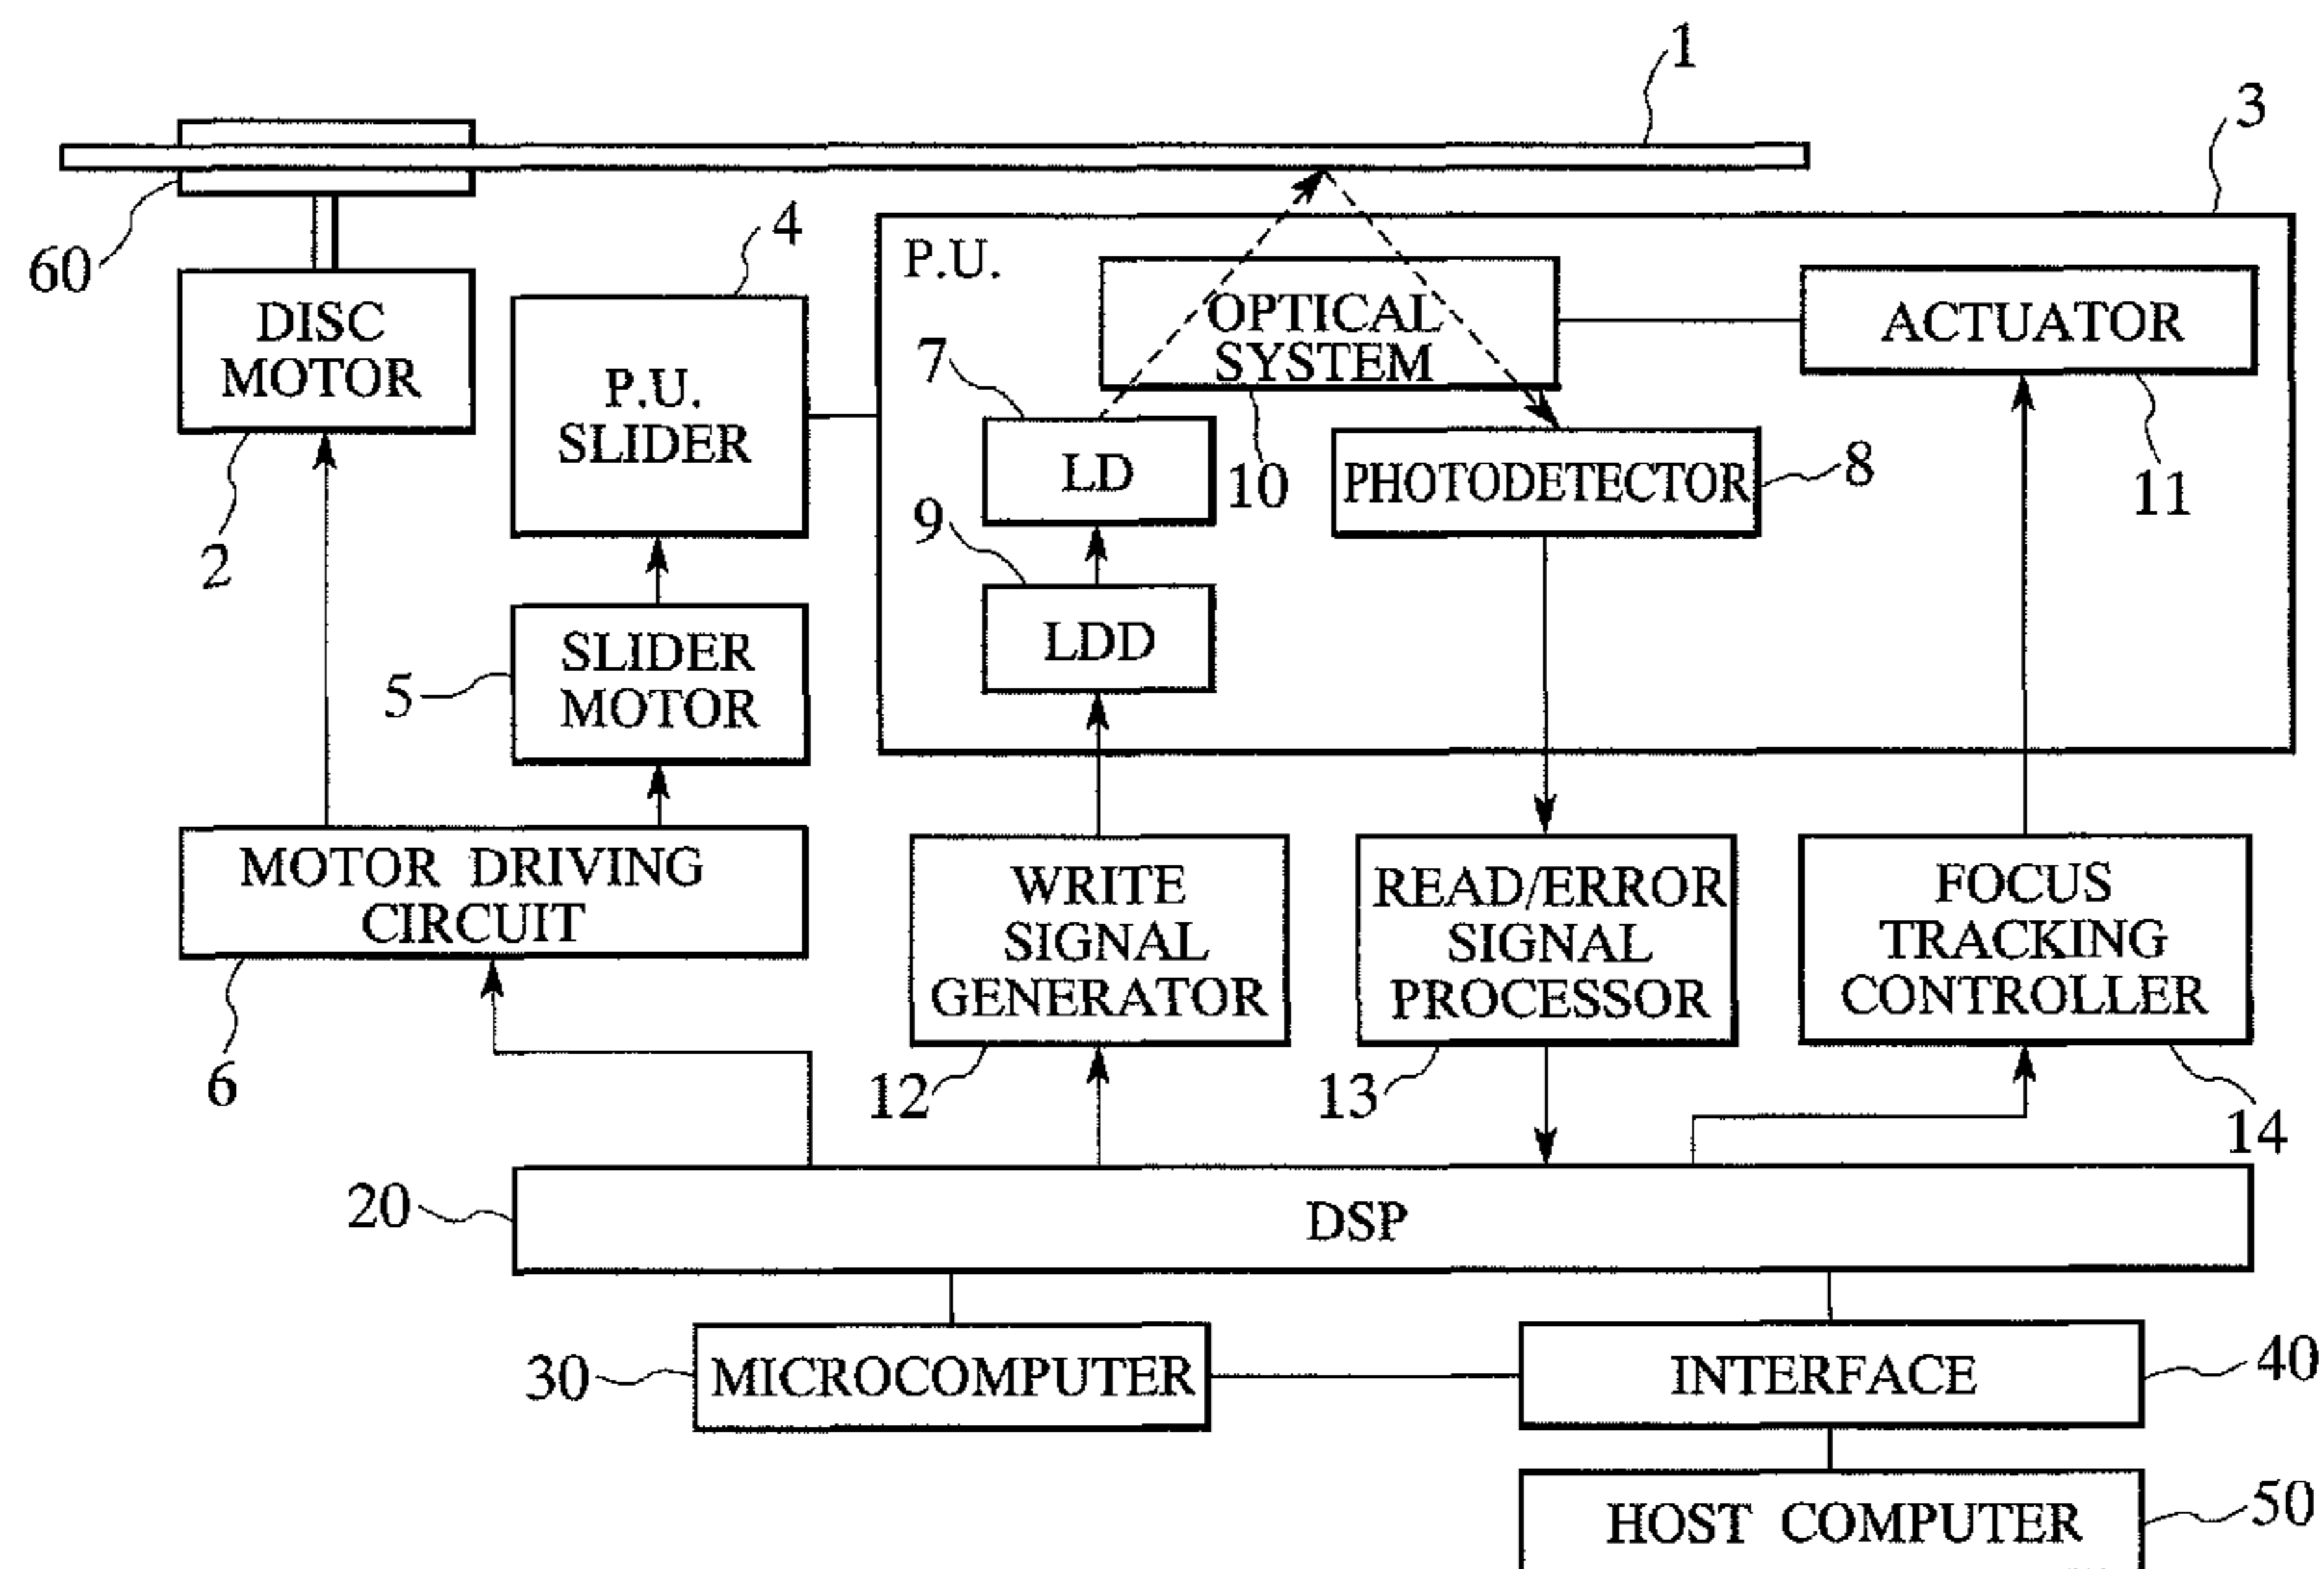 1
3
60
4
P.U.
DISC
MOTOR
P.U.
SLIDER
7
OPTICAL
SYSTEM
ACTUATOR
LD
10
PHOTODETECTOR
8
11
2
9
LDD
5
SLIDER
MOTOR
MOTOR DRIVING
CIRCUIT
WRITE
SIGNAL
GENERATOR
READ/ERROR
SIGNAL
PROCESSOR
FOCUS
TRACKING
CONTROLLER
6
12
13
14
20
DSP
30
MICROCOMPUTER
INTERFACE
40
HOST COMPUTER
50